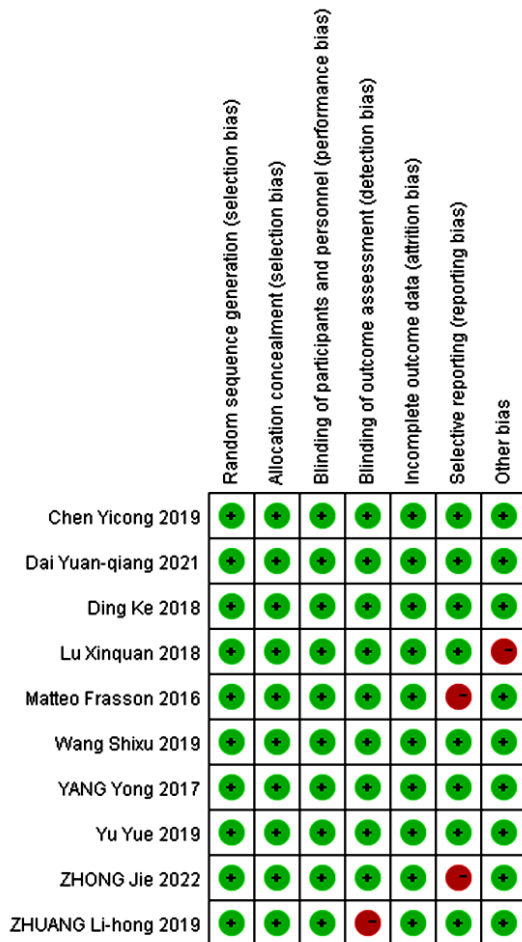 Random sequence generation (selection bias)
Allocation concealment (selection bias)
Blinding of participants and personnel (performance bias)
Blinding of outcome assessment (detection bias)
Incomplete outcome data (attrition bias)
Selective reporting (reporting bias)
Other bias
Chen Yicong 2019 + + + + + + +
Dai Yuan-qiang 2021 + + + + + + +
Ding Ke 2018 + + + + + + +
Lu Xinquan 2018 + + + + + + -
Matteo Frasson 2016 + + + + + - +
Wang Shixu 2019 + + + + + + +
YANG Yong 2017 + + + + + + +
Yu Yue 2019 + + + + + + +
ZHONG Jie 2022 + + + + + - +
ZHUANG Li-hong 2019 + + + - + + +